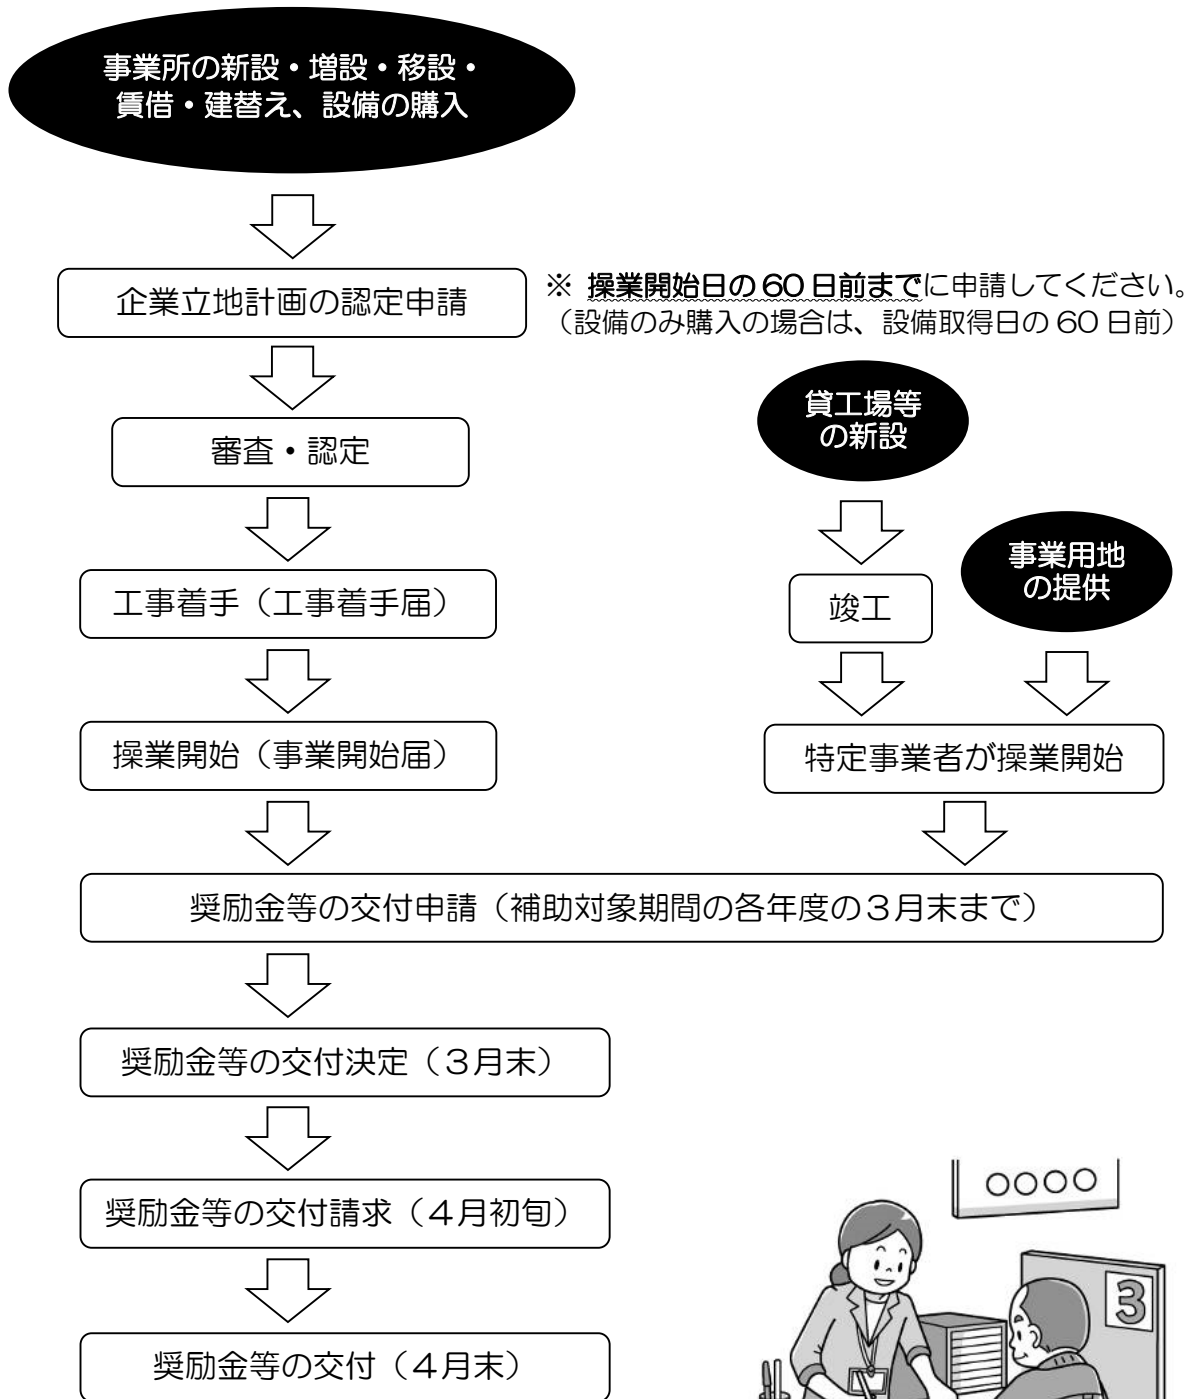 事業所の新設・増設・移設・
賃借・建替え、設備の購入
企業立地計画の認定申請
※ 操業開始日の60日前までに申請してください。
（設備のみ購入の場合は、設備取得日の60日前）
審査・認定
工事着手（工事着手届）
操業開始（事業開始届）
貸工場等
の新設
竣工
事業用地
の提供
特定事業者が操業開始
奨励金等の交付申請（補助対象期間の各年度の３月末まで）
奨励金等の交付決定（３月末）
奨励金等の交付請求（４月初旬）
奨励金等の交付（４月末）
○○○○
3